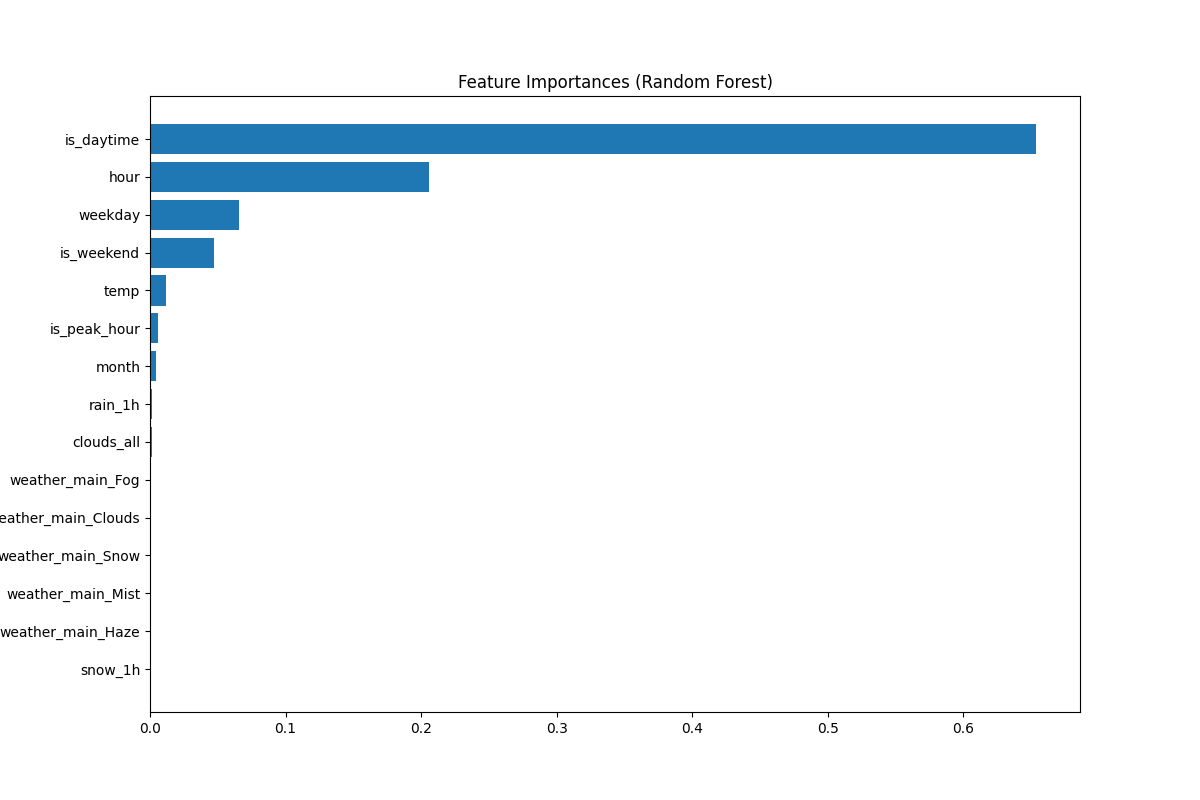 Feature Importances (Random Forest)
is_daytime
hour
weekday
is_weekend
temp
is_peak_hour
month
rain_1h
clouds_all
weather_main_Fog
eather_main_Clouds
weather_main_Snow
weather_main_Mist
weather_main_Haze
snow_1h
0.0 0.1 0.2 0.3 0.4 0.5 0.6